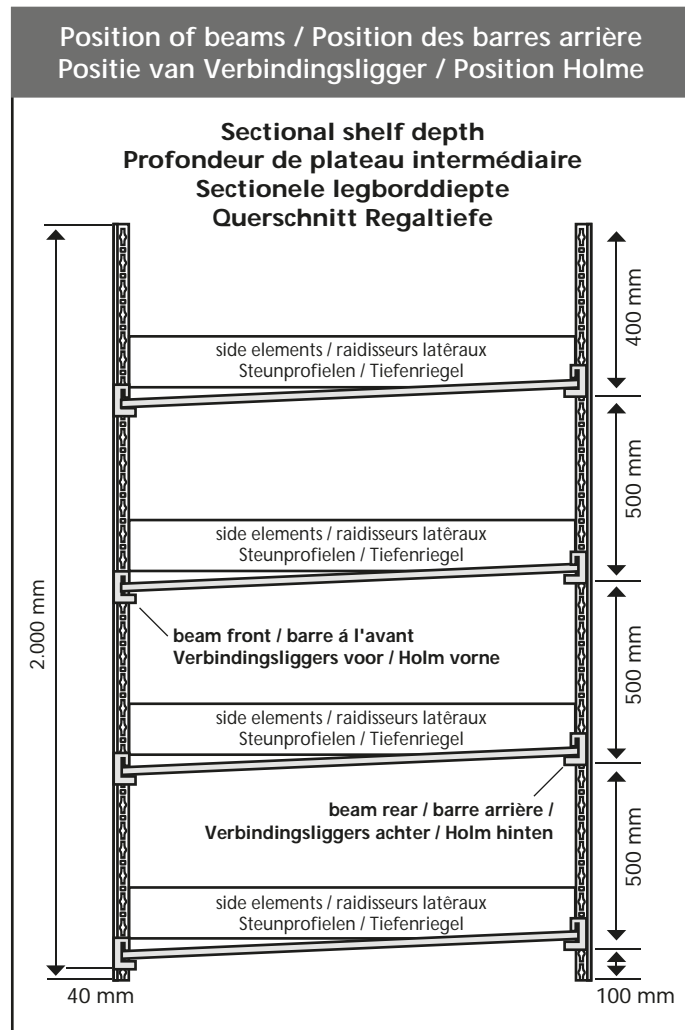 Position of beams / Position des barres arrière
Positie van Verbindingsligger / Position Holme
Sectional shelf depth
Profondeur de plateau intermédiaire
Sectionele legborddiepte
Querschnitt Regaltiefe
400 mm
side elements / raidisseurs latêraux
Steunprofielen / Tiefenriegel
500 mm
side elements / raidisseurs latêraux
Steunprofielen / Tiefenriegel
2.000 mm
beam front / barre á l'avant
Verbindingsliggers voor / Holm vorne
500 mm
side elements / raidisseurs latêraux
Steunprofielen / Tiefenriegel
beam rear / barre arrière /
Verbindingsliggers achter / Holm hinten
500 mm
side elements / raidisseurs latêraux
Steunprofielen / Tiefenriegel
40 mm
100 mm